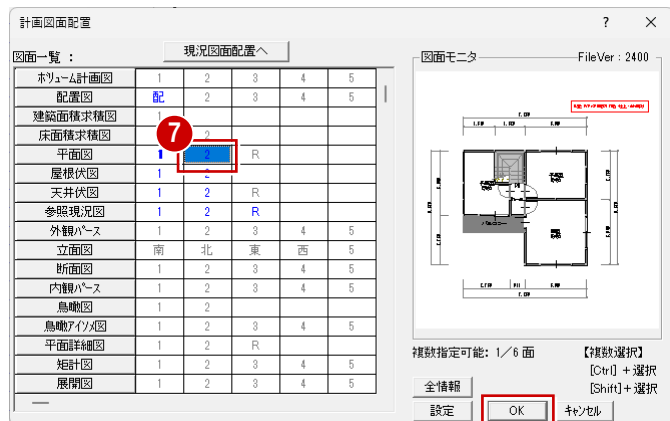 計画図面配置 ? ×
図面一覧 : 現況図面配置へ
ホリューム計画図 1 2 3 4 5
配置図 配 2 3 4 5
建築面積求積図 1
床面積求積図 2
平面図 1 2 R
屋根伏図 1 2
天井伏図 1 2 R
参照現況図 1 2 R
外観パース 1 2 3 4 5
立面図 南 北 東 西 5
断面図 1 2 3 4 5
内観パース 1 2 3 4 5
鳥瞰図 1 2
鳥瞰アイソメ図 1 2 3 4 5
平面詳細図 1 2 R
矩計図 1 2 3 4 5
展開図 1 2 3 4 5
7
図面モニタ FileVer : 2400
複数指定可能: 1/6 面
【複数選択】
[Ctrl] + 選択
[Shift] + 選択
全情報
設定 OK キャンセル